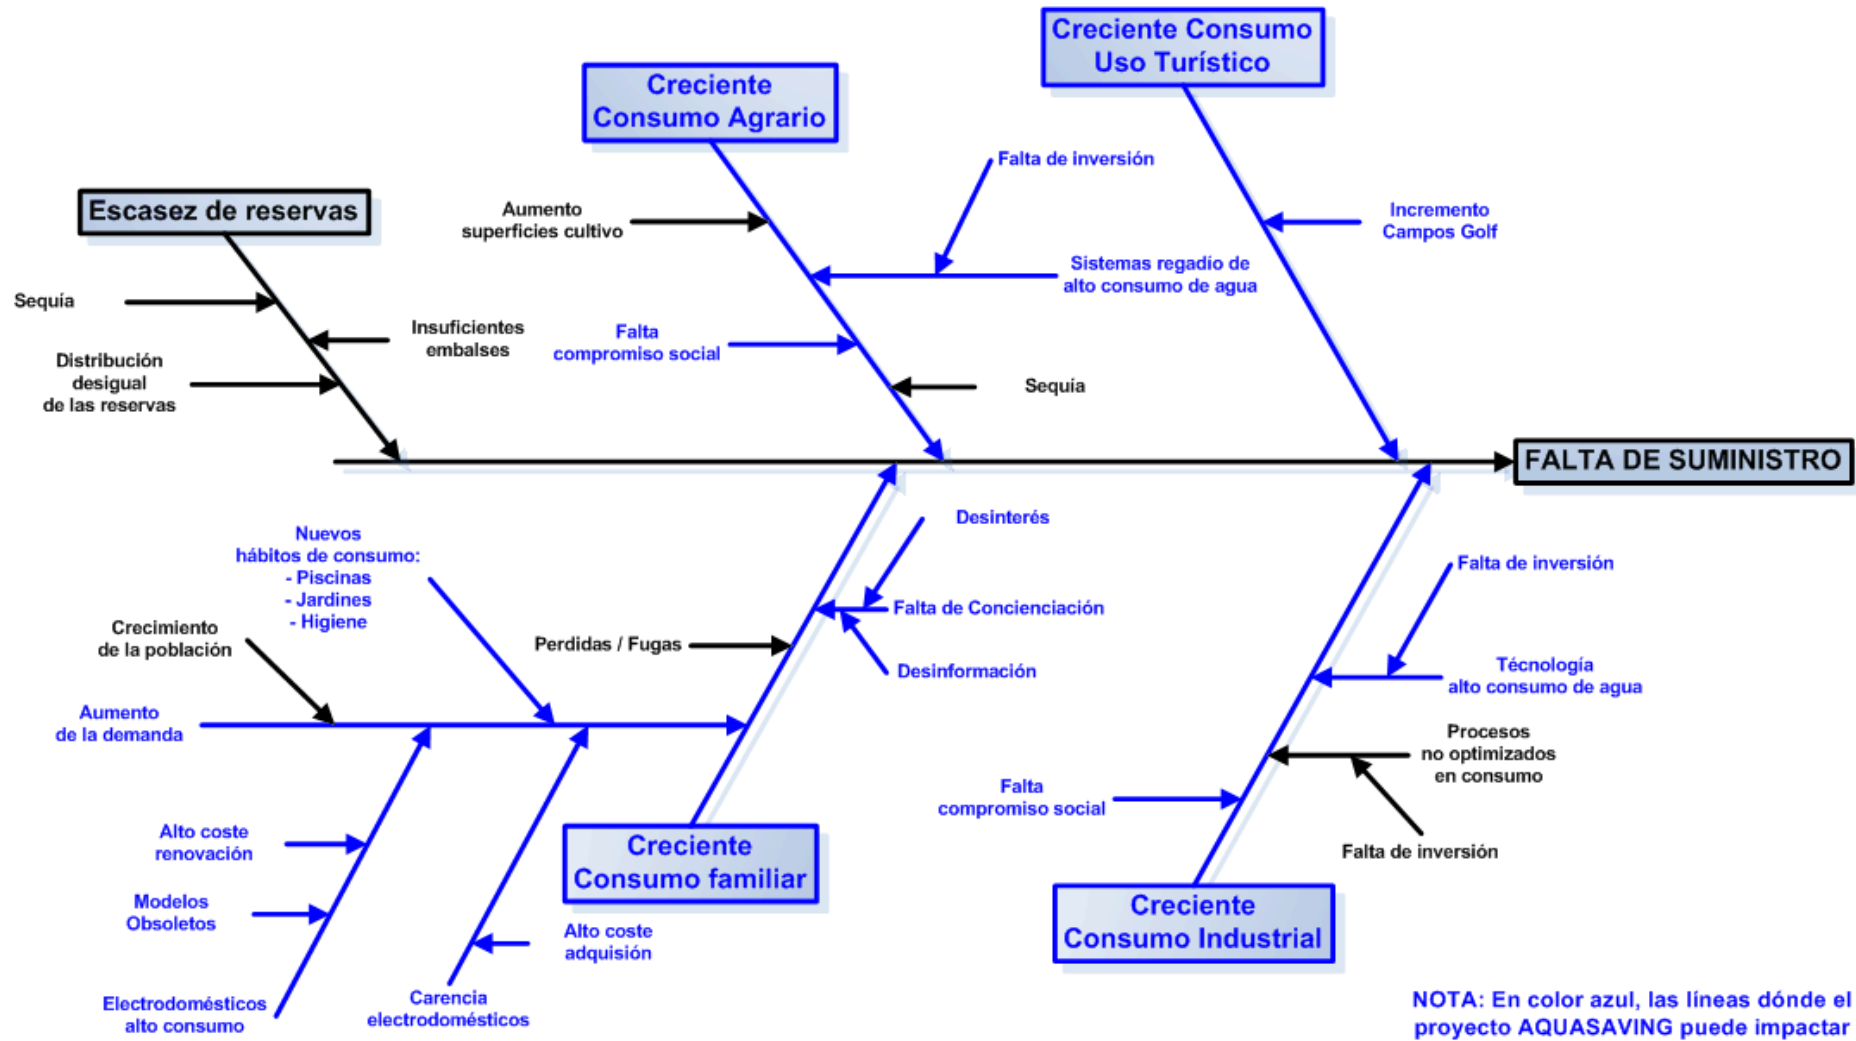 Creciente Consumo
Uso Turístico
Creciente
Consumo Agrario
Falta de inversión
Escasez de reservas
Aumento
superficies cultivo
Incremento
Campos Golf
Sistemas regadío de
alto consumo de agua
Sequía
Insuficientes
embalses
Falta
compromiso social
Distribución
desigual
de las reservas
Sequía
FALTA DE SUMINISTRO
Desinterés
Nuevos
hábitos de consumo:
- Piscinas
- Jardines
- Higiene
Falta de inversión
Falta de Concienciación
Crecimiento
de la población
Perdidas / Fugas
Desinformación
Técnología
alto consumo de agua
Aumento
de la demanda
Procesos
no optimizados
en consumo
Falta
compromiso social
Alto coste
renovación
Creciente
Consumo familiar
Falta de inversión
Modelos
Obsoletos
Creciente
Consumo Industrial
Alto coste
adquisión
Electrodomésticos
alto consumo
Carencia
electrodomésticos
NOTA: En color azul, las líneas dónde el
proyecto AQUASAVING puede impactar